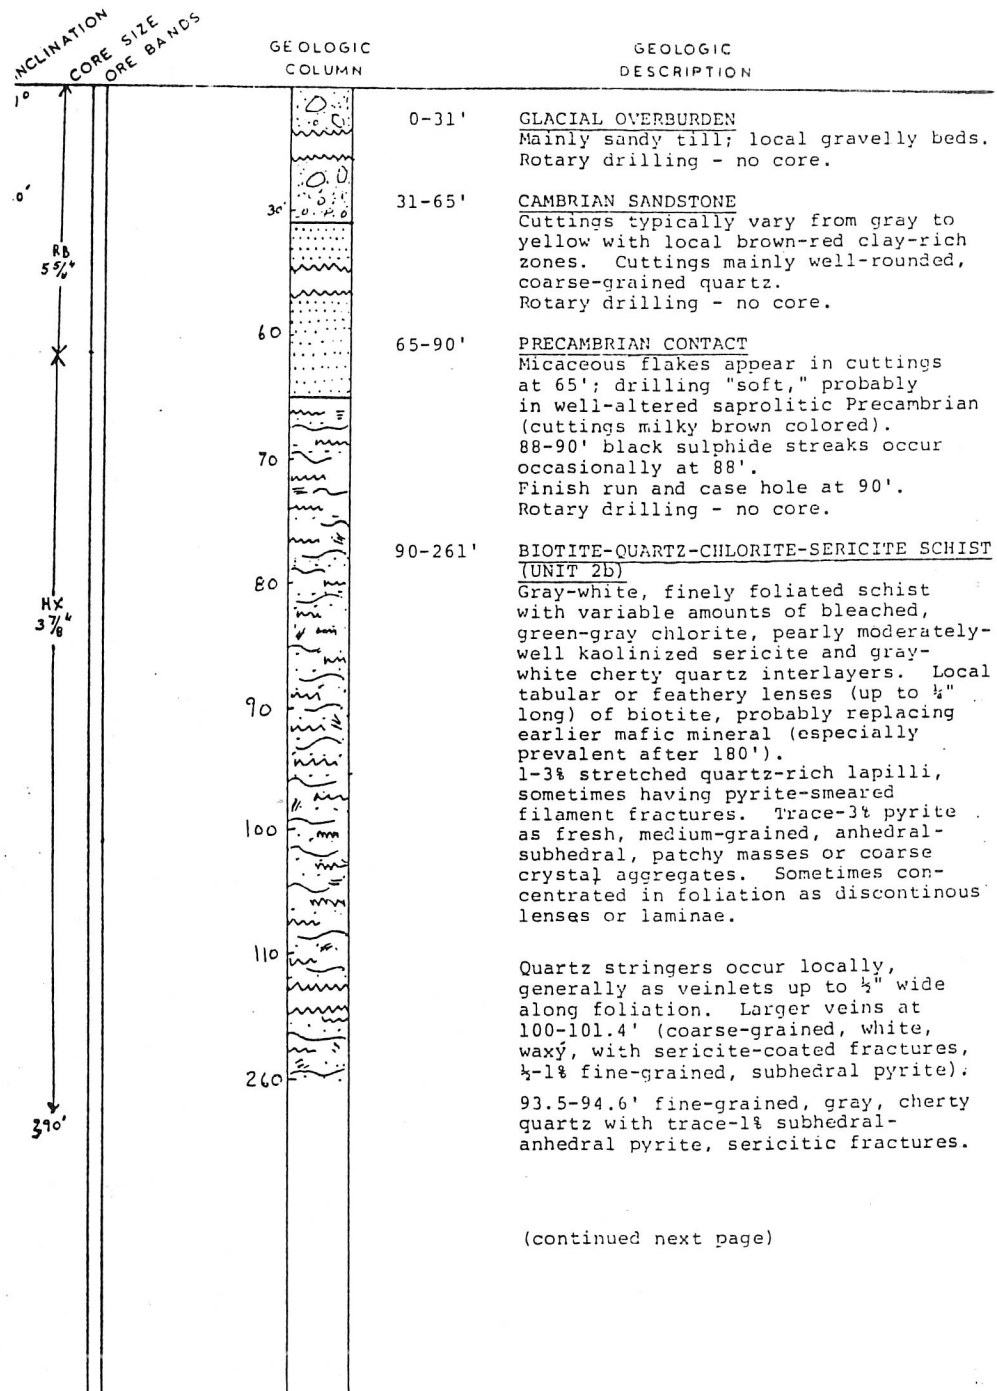 INCLINATION
CORE SIZE
ORE BANDS
GEOLOGIC
COLUMN
GEOLOGIC
DESCRIPTION
1°
0'
0-31'
GLACIAL OVERBURDEN
Mainly sandy till; local gravelly beds.
Rotary drilling - no core.
30
31-65'
CAMBRIAN SANDSTONE
Cuttings typically vary from gray to
yellow with local brown-red clay-rich
zones. Cuttings mainly well-rounded,
coarse-grained quartz.
Rotary drilling - no core.
RB
60
65-90'
PRECAMBRIAN CONTACT
Micaceous flakes appear in cuttings
at 65'; drilling "soft," probably
in well-altered saprolitic Precambrian
(cuttings milky brown colored).
88-90' black sulphide streaks occur
occasionally at 88'.
Finish run and case hole at 90'.
Rotary drilling - no core.
70
90-261'
BIOTITE-QUARTZ-CHLORITE-SERICITE SCHIST
(UNIT 2b)
Gray-white, finely foliated schist
with variable amounts of bleached,
green-gray chlorite, pearly moderately-
well kaolinized sericite and gray-
white cherty quartz interlayers. Local
tabular or feathery lenses (up to ¼"
long) of biotite, probably replacing
earlier mafic mineral (especially
prevalent after 180').
1-3% stretched quartz-rich lapilli,
sometimes having pyrite-smeared
filament fractures. Trace-3% pyrite
as fresh, medium-grained, anhedral-
subhedral, patchy masses or coarse
crystal aggregates. Sometimes con-
centrated in foliation as discontinous
lenses or laminae.
80
HX
3 7/8"
90
100
110
Quartz stringers occur locally,
generally as veinlets up to ½" wide
along foliation. Larger veins at
100-101.4' (coarse-grained, white,
waxy, with sericite-coated fractures,
½-1% fine-grained, subhedral pyrite).
260
93.5-94.6' fine-grained, gray, cherty
quartz with trace-1% subhedral-
anhedral pyrite, sericitic fractures.
390'
(continued next page)